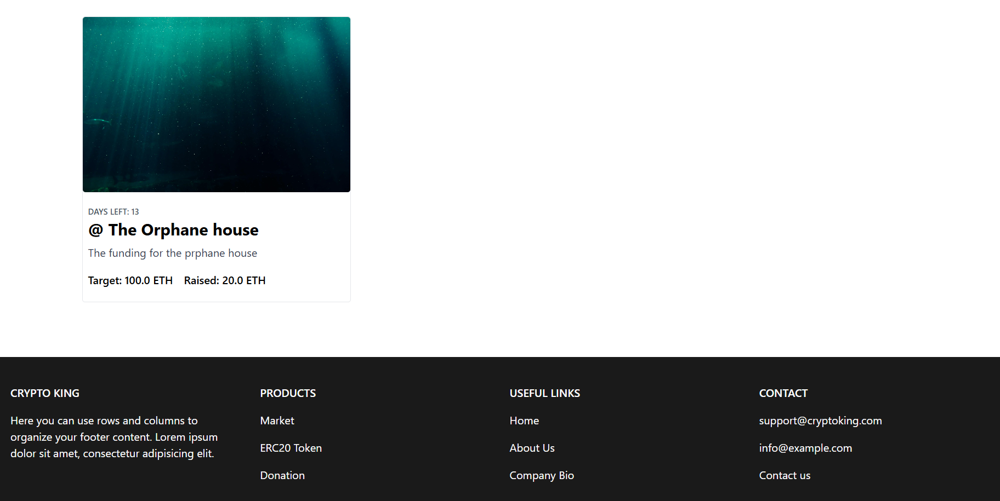 DAYS LEFT: 13
@ The Orphane house
The funding for the prphane house
Target: 100.0 ETH Raised: 20.0 ETH
CRYPTO KING
Here you can use rows and columns to
organize your footer content. Lorem ipsum
dolor sit amet, consectetur adipisicing elit.
PRODUCTS
Market
ERC20 Token
Donation
USEFUL LINKS
Home
About Us
Company Bio
CONTACT
support@cryptoking.com
info@example.com
Contact us